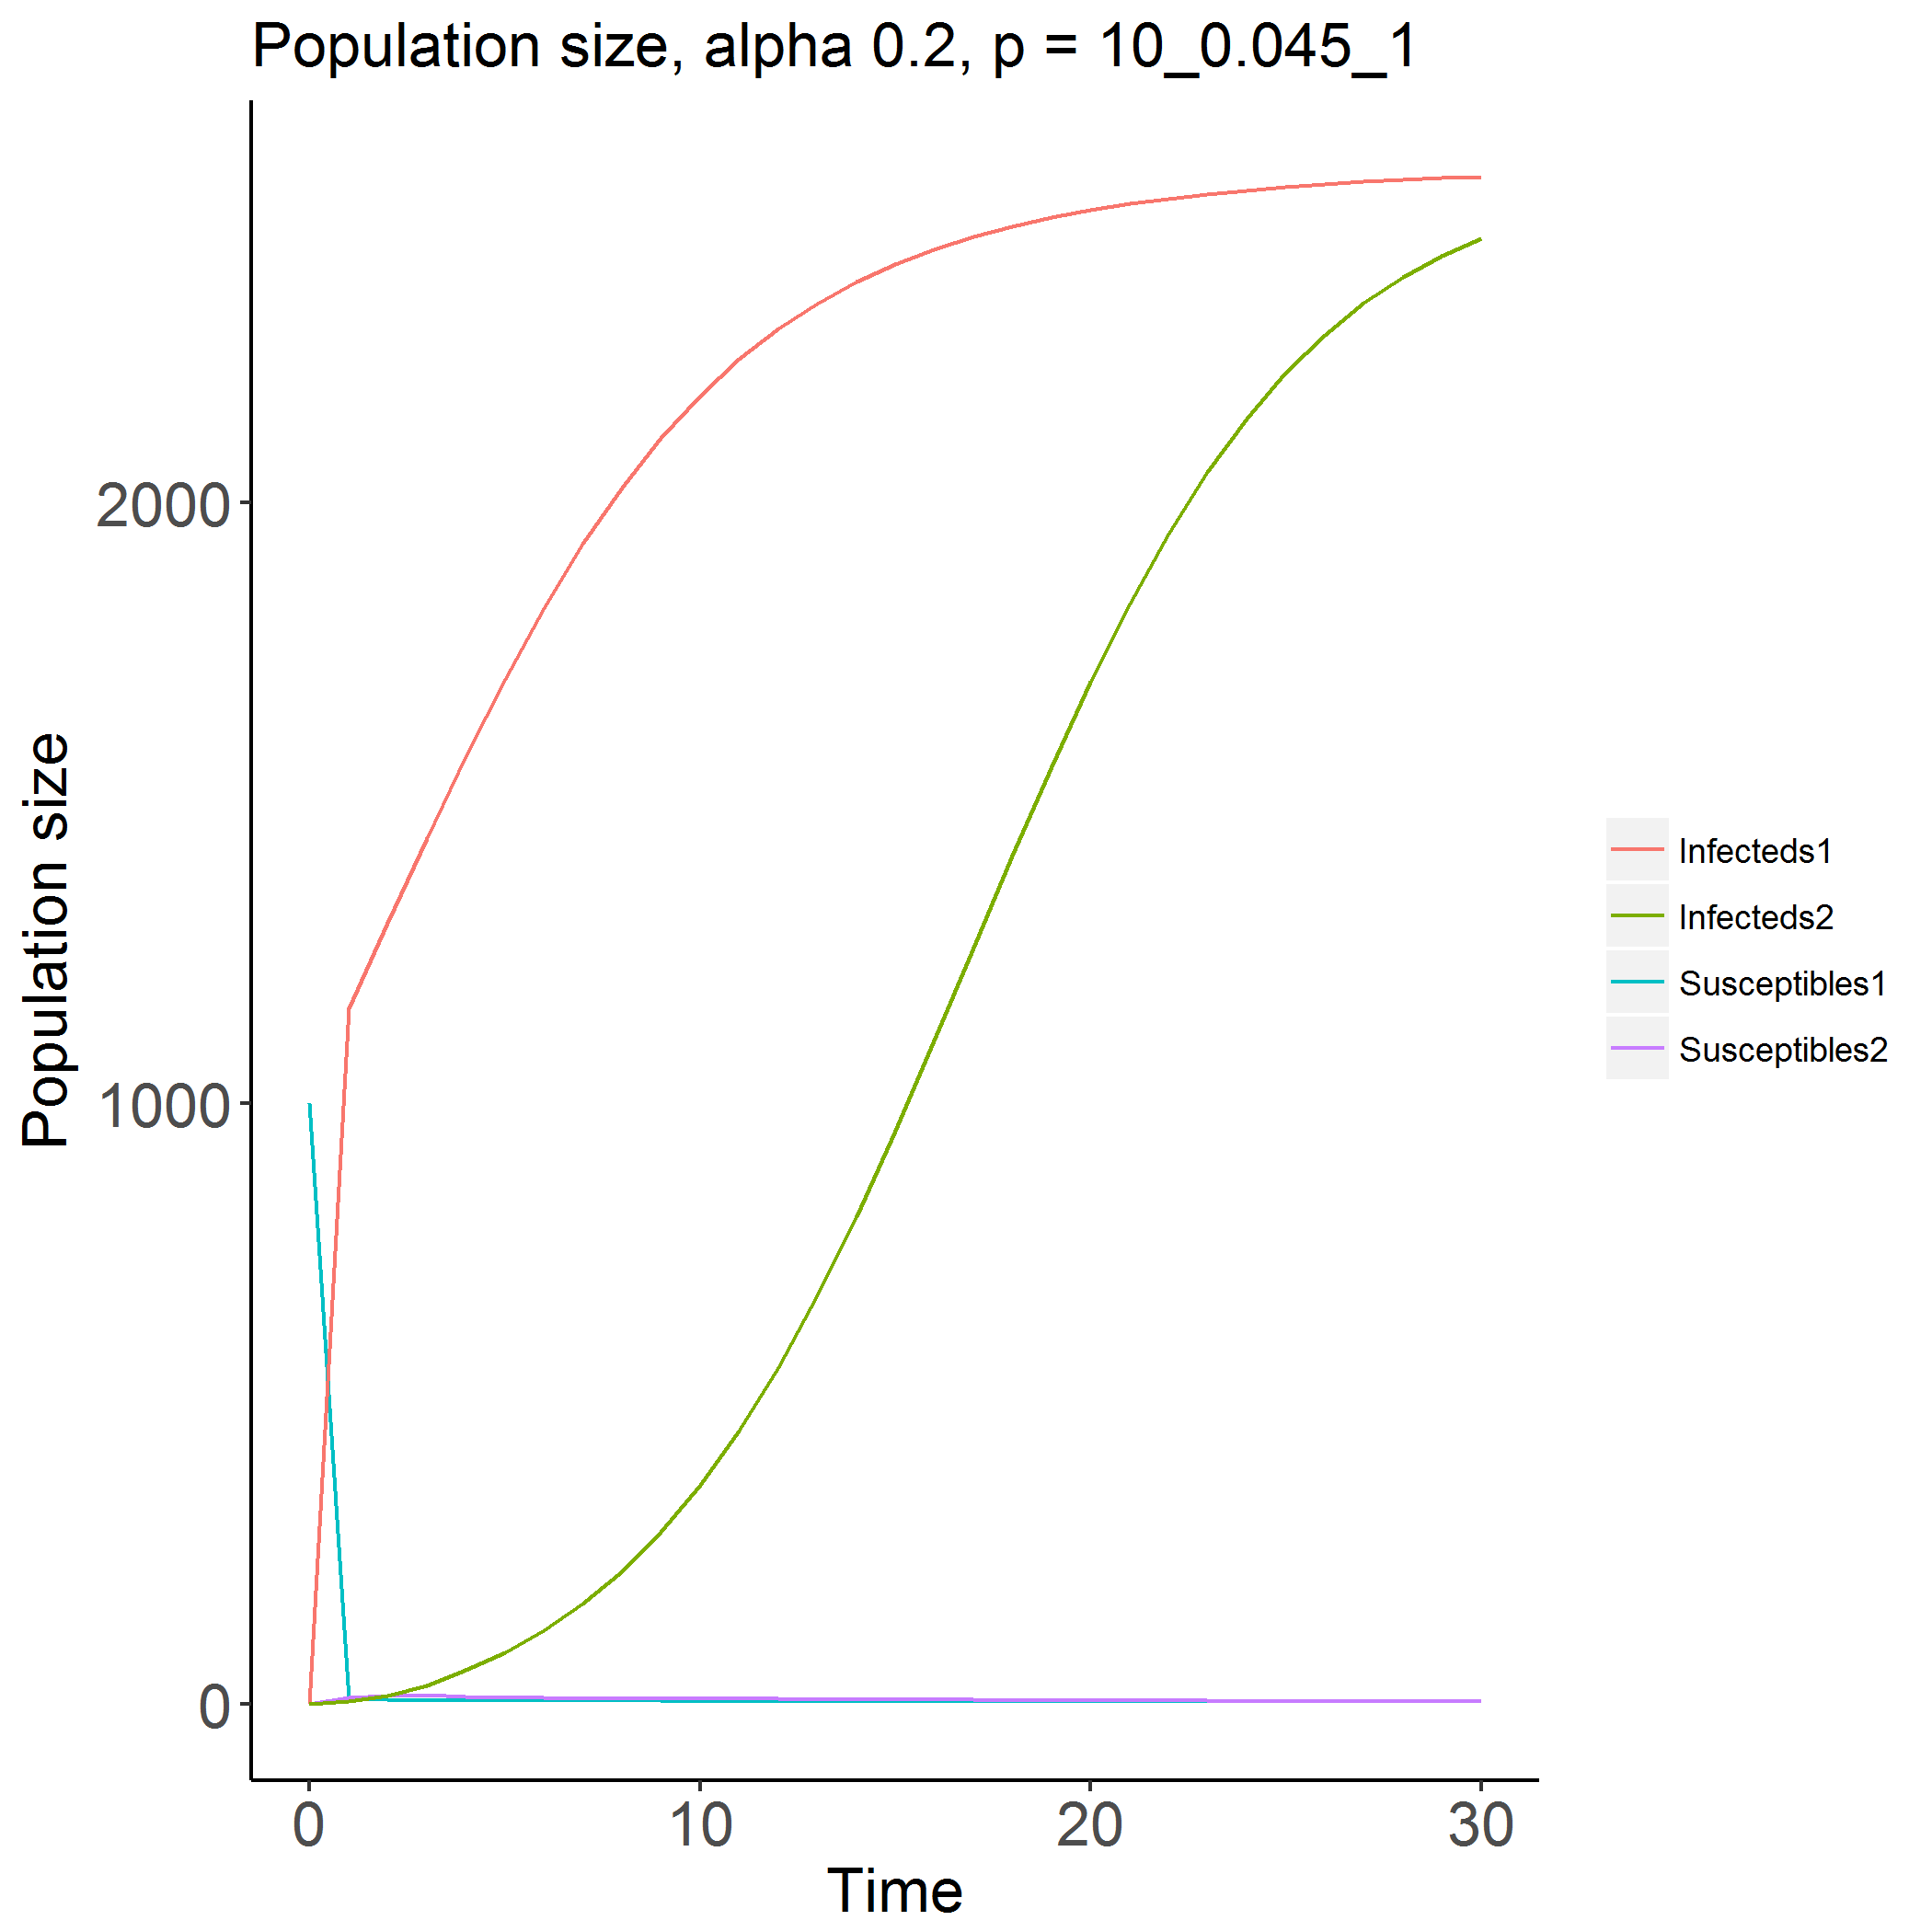 Population size, alpha 0.2, p = 10_0.045_1
Population size
2000
1000
0
0 10 20 30
Time
Infecteds1
Infecteds2
Susceptibles1
Susceptibles2